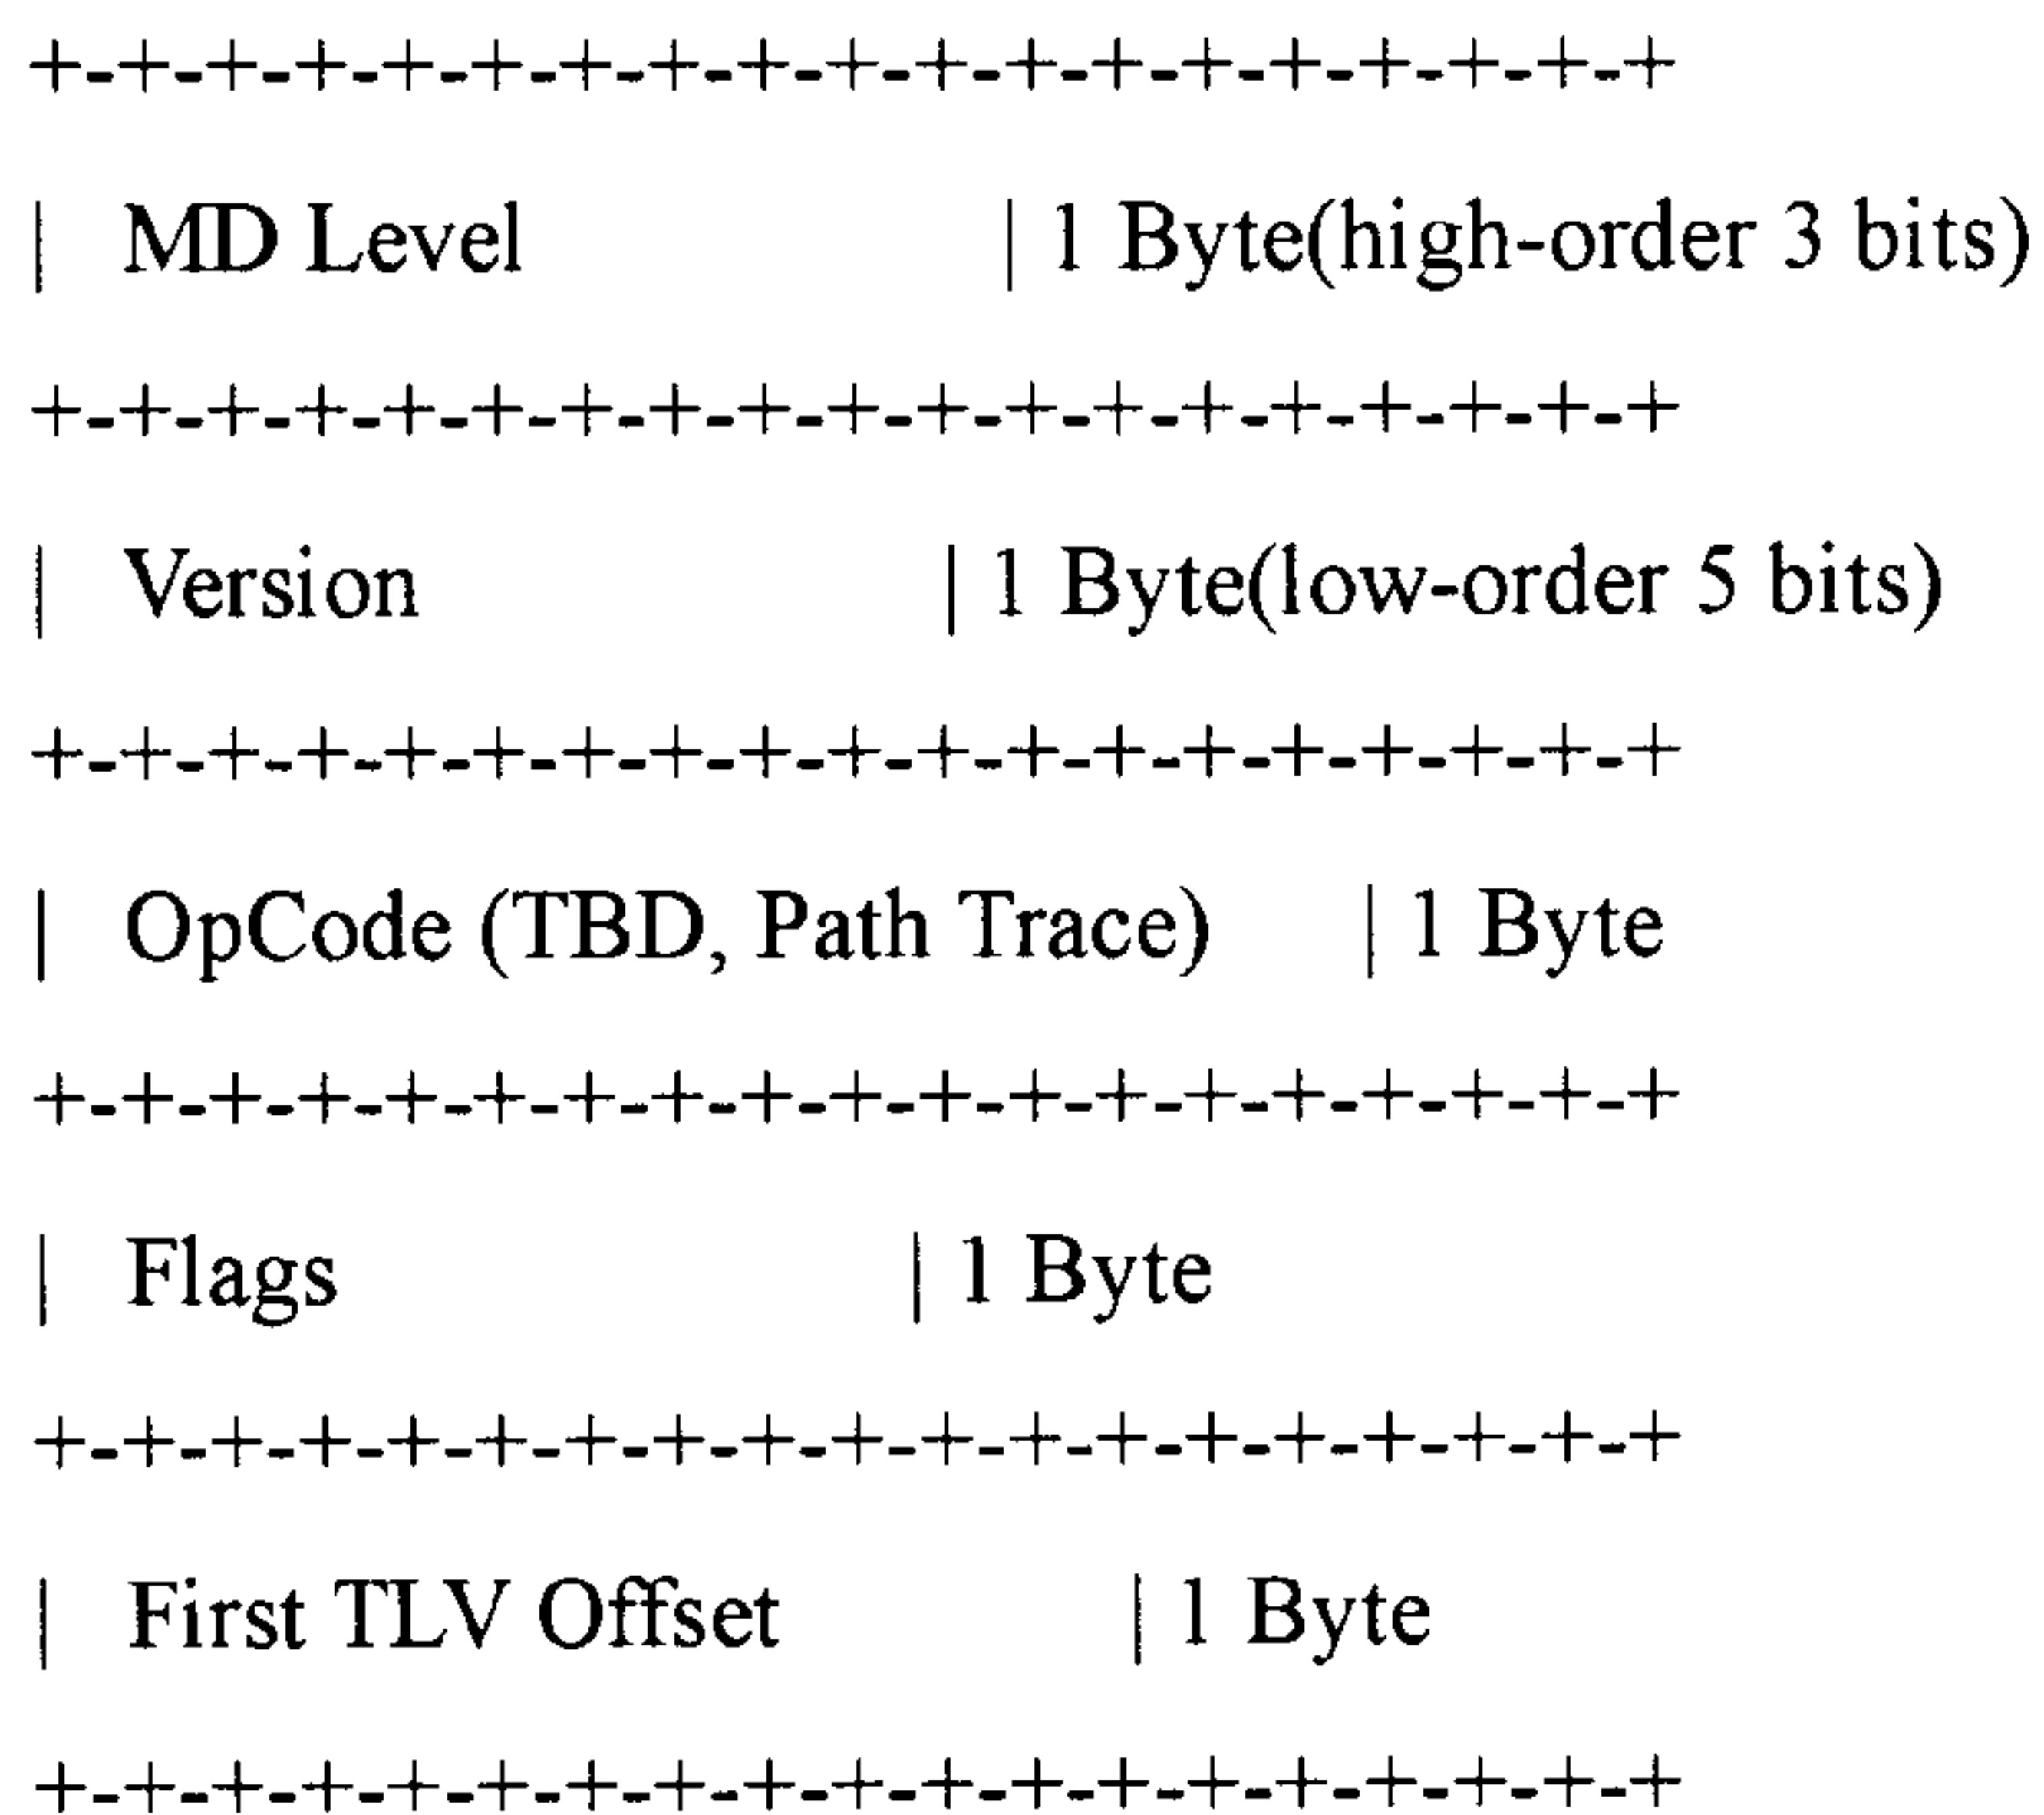 +-+-+-+-+-+-+-+-+-+-+-+-+-+-+-+-+-+-+
| MD Level | 1 Byte(high-order 3 bits)
+-+-+-+-+-+-+-+-+-+-+-+-+-+-+-+-+-+-+
| Version | 1 Byte(low-order 5 bits)
+-+-+-+-+-+-+-+-+-+-+-+-+-+-+-+-+-+-+
| OpCode (TBD, Path Trace) | 1 Byte
+-+-+-+-+-+-+-+-+-+-+-+-+-+-+-+-+-+-+
| Flags | 1 Byte
+-+-+-+-+-+-+-+-+-+-+-+-+-+-+-+-+-+-+
| First TLV Offset | 1 Byte
+-+-+-+-+-+-+-+-+-+-+-+-+-+-+-+-+-+-+